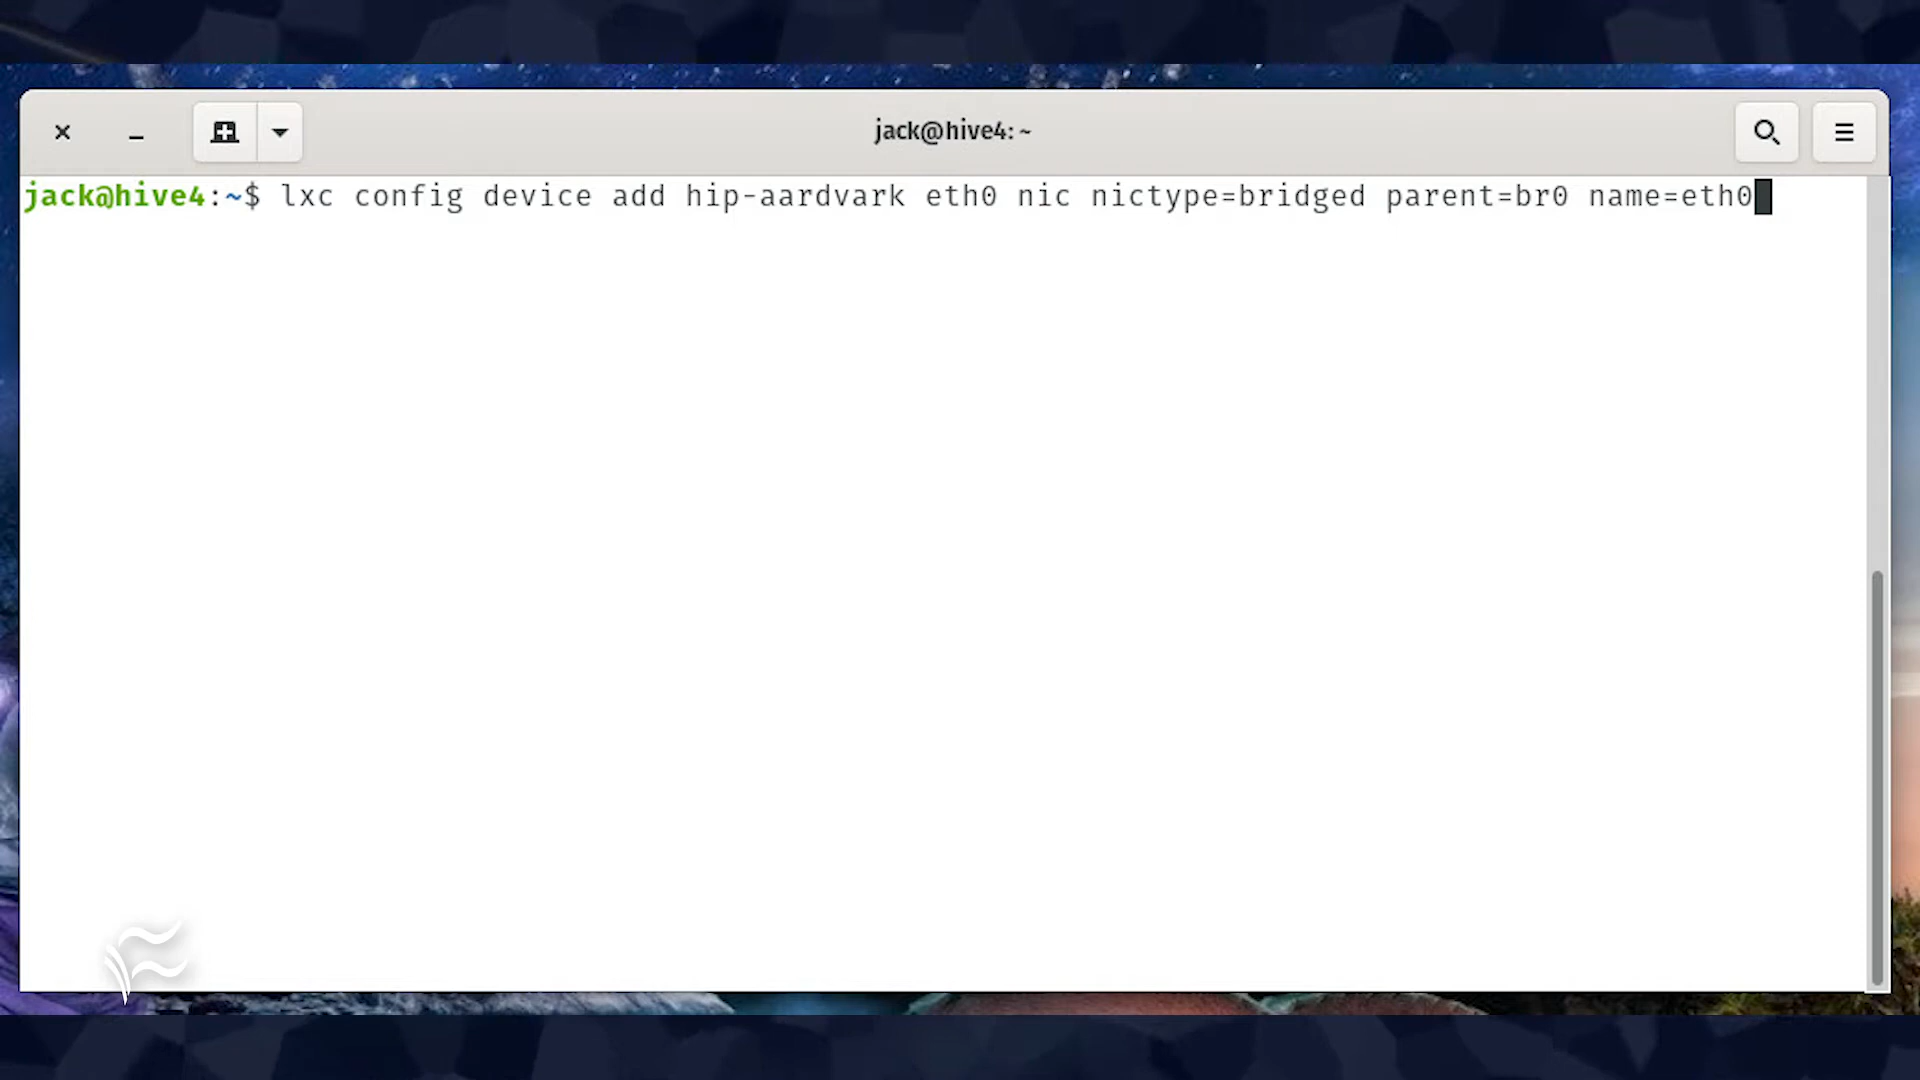 jack@hive4: ~
jack@hive4:~$ lxc config device add hip-aardvark eth0 nic nictype=bridged parent=br0 name=eth0